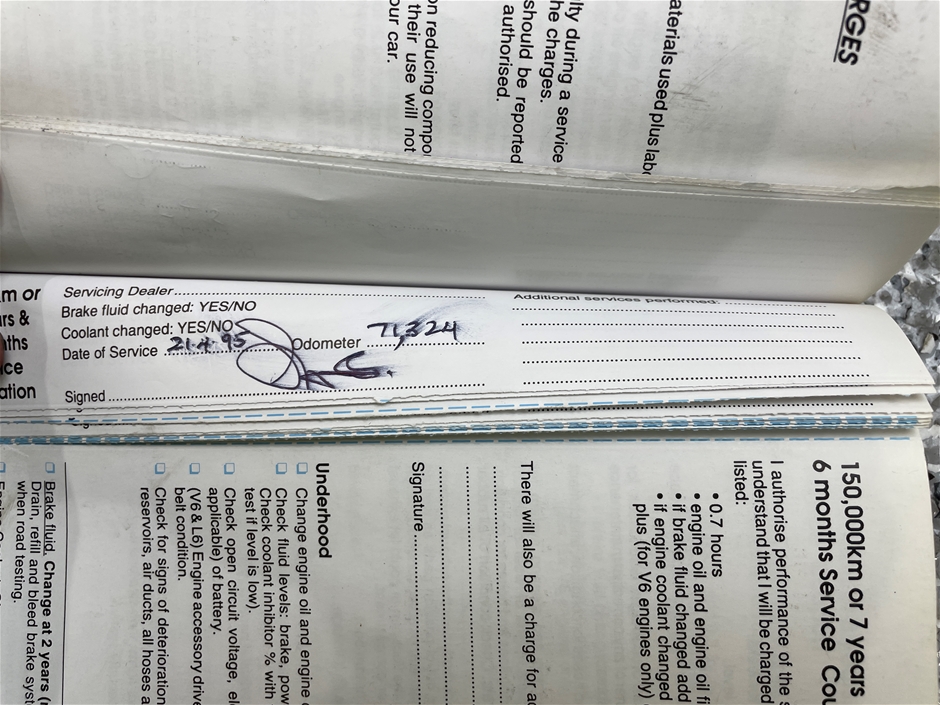 RGES
aterials used plus labo
lty during a service
he charges.
should be reported
authorised.
on reducing compo
their use will not
our car.
m or
rs &
nths
ice
ation
Servicing Dealer
Brake fluid changed: YES/NO
Coolant changed: YES/NO
Date of Service 21.4.95 Odometer 71,324
Signed
Additional services performed:
150,000km or 7 years
6 months Service Cou
I authorise performance of the s
understand that I will be charged
listed:
• 0.7 hours
• engine oil and engine oil fi
• if brake fluid changed add
• if engine coolant changed
plus (for V6 engines only)
There will also be a charge for ad
Signature
Underhood
Change engine oil and engine o
Check fluid levels: brake, pow
Check coolant inhibitor % with
test if level is low).
Check open circuit voltage, ele
applicable) of battery.
(V6 & L6) Engine accessory drive
belt condition.
Check for signs of deterioration
reservoirs, air ducts, all hoses a
Brake fluid, Change at 2 years (
Drain, refill and bleed brake syst
when road testing.